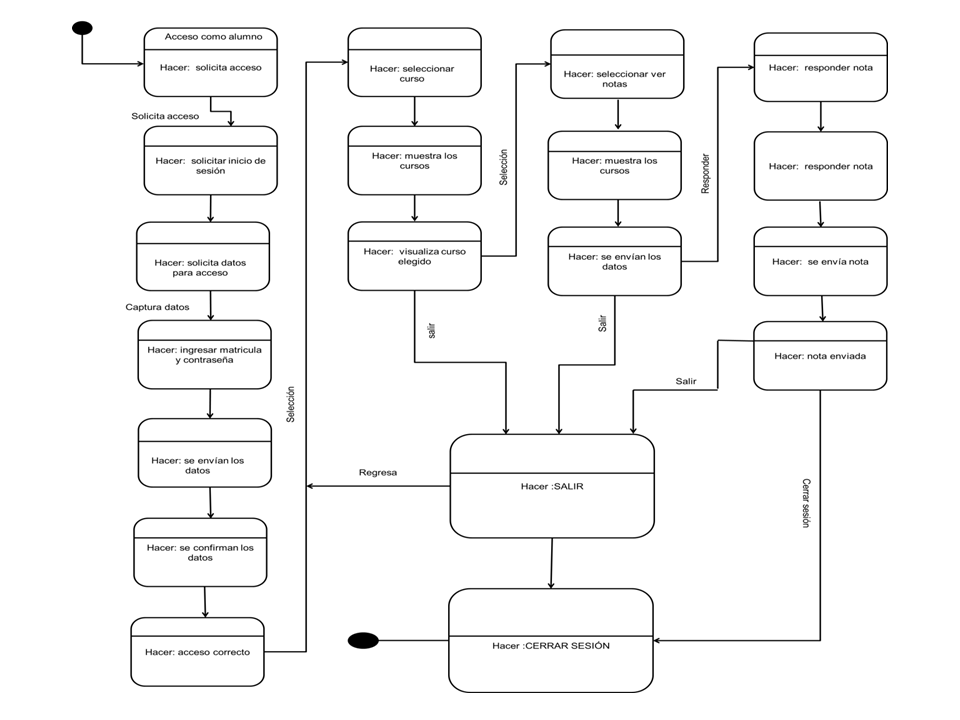 Acceso como alumno
Hacer:  solicita acceso
Solicita acceso
Hacer:  solicitar inicio de
sesión
Hacer: solicita datos
para acceso
Captura datos
Hacer: ingresar matricula
y contraseña
Hacer: se envían los
datos
Hacer: se confirman los
datos
Hacer: acceso correcto
Selección
Hacer: seleccionar
curso
Hacer: muestra los
cursos
Hacer:  visualiza curso
elegido
salir
Selección
Hacer: seleccionar ver
notas
Hacer: muestra los
cursos
Hacer: se envían los
datos
Salir
Responder
Hacer:  responder nota
Hacer:  responder nota
Hacer:  se envía nota
Hacer: nota enviada
Salir
Cerrar sesión
Regresa
Hacer :SALIR
Hacer :CERRAR SESIÓN